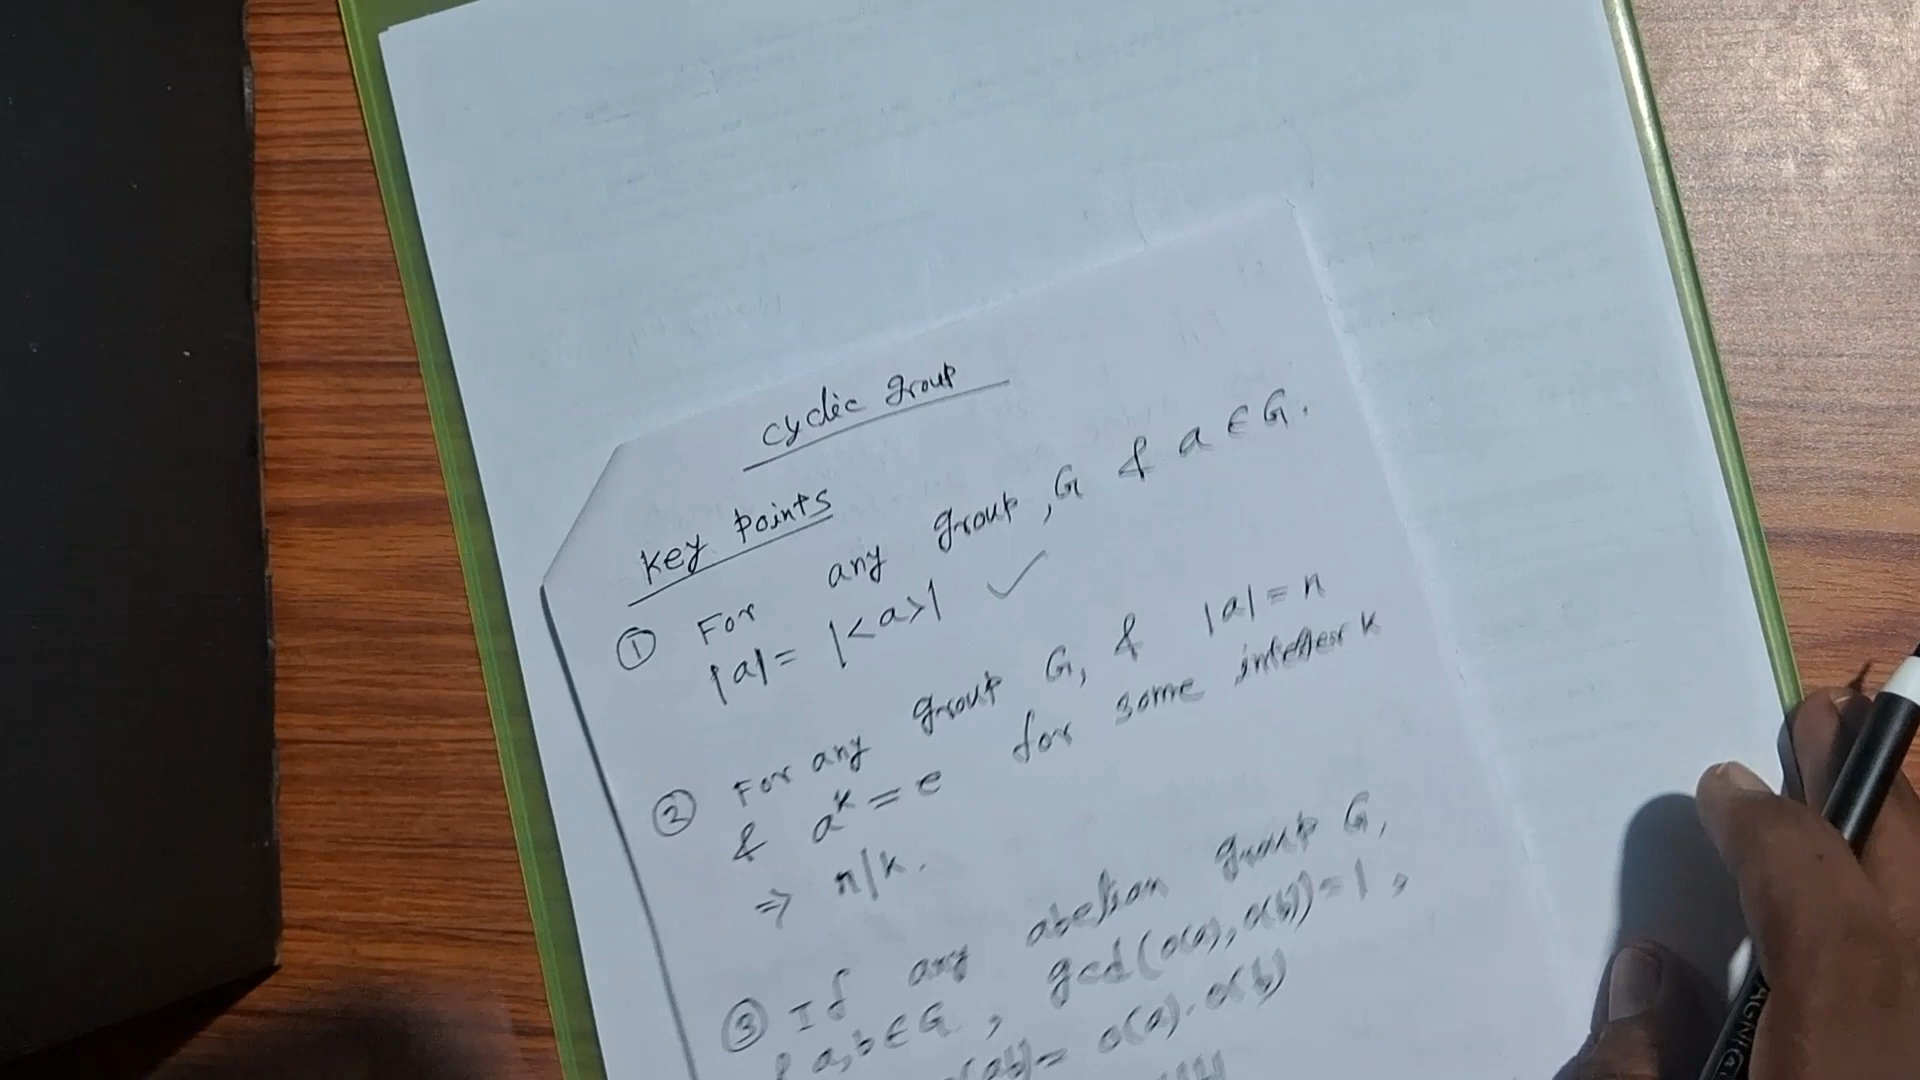 cyclic group
Key points
① For any group, G & a ∈ G.
|a| = |<a>| ✓
② For any group G, & |a| = n
& aᵏ = e for some integer k
⇒ n/k.
③ If any abelian group G,
& a,b ∈ G, gcd(o(a), o(b)) = 1,
o(ab) = o(a).o(b)